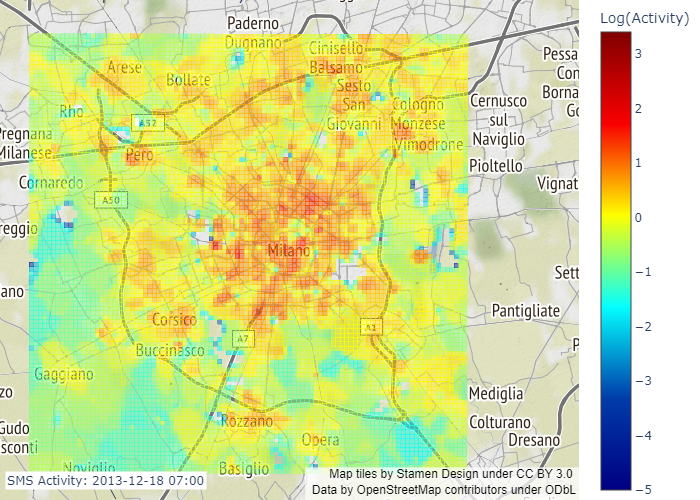 Log(Activity)
Paderno
Dugnano
Cinisello
Balsamo
Arese
Bollate
Sesto
San
Giovanni
Cologno
Monzese
Vimodrone
Pessa
Con
Borna
Go
Cernusco
sul
Naviglio
Pioltello
Vignat
Rho
A52
Pregnana
Milanese
Pero
Cornaredo
A50
reggio
Milano
Sett
ano
Pantigliate
Corsico
A1
A7
Buccinasco
P
Gaggiano
zo
Mediglia
Rozzano
Colturano
Gudo
sconti
Opera
Dresano
Noviglio
Basiglio
SMS Activity: 2013-12-18 07:00
Map tiles by Stamen Design under CC BY 3.0
Data by OpenStreetMap contributors under ODbL
3
2
1
0
−1
−2
−3
−4
−5